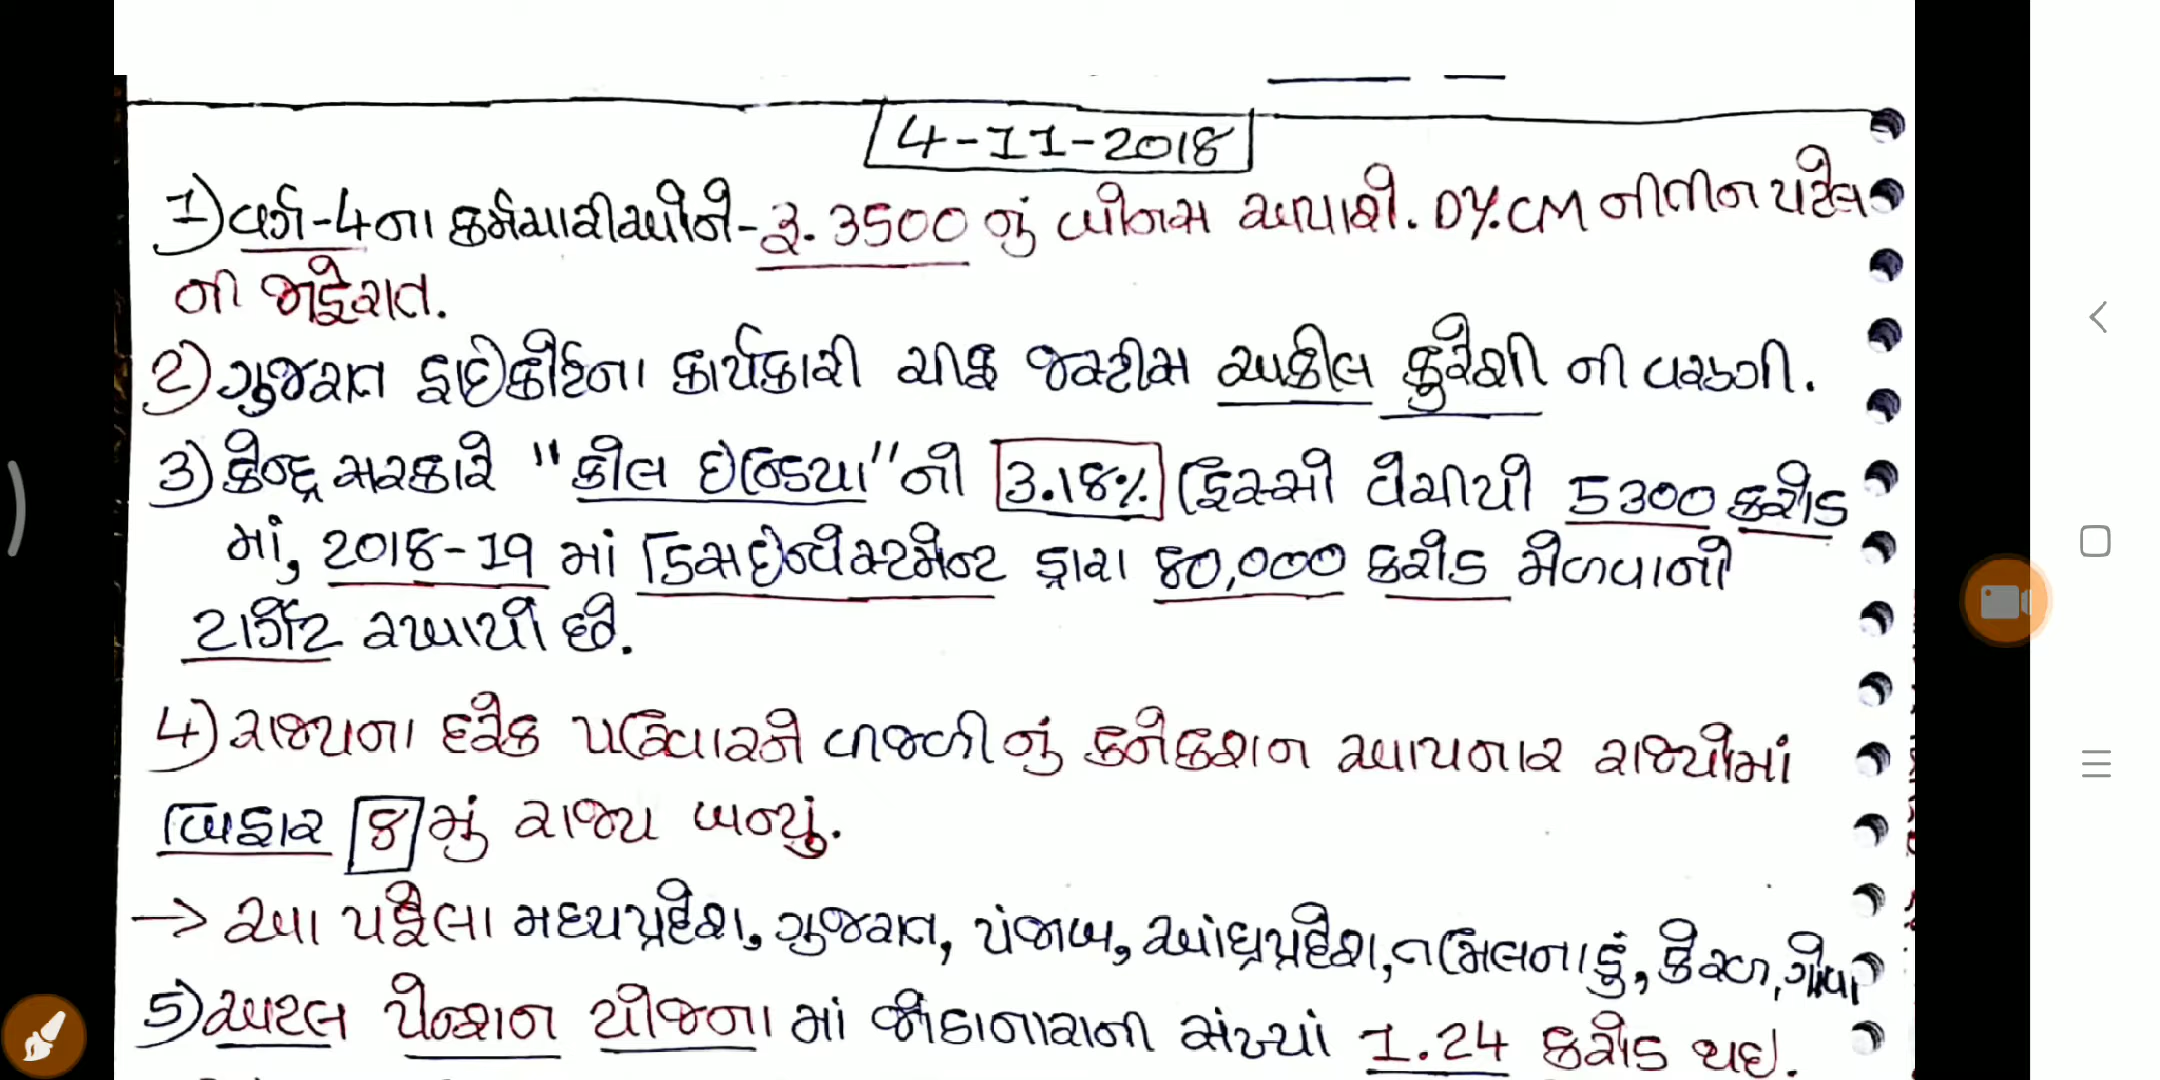 4-11-2018
1) વર્ગ-4ના કર્મચારીઓને - રૂ. 3500 નું બોનસ અપાશે. DY.CM નીતીન પટેલ
ની જાહેરાત.
2) ગુજરાત હાઇકોર્ટના કાર્યકારી ચીફ જસ્ટીસ અકીલ કુરેશી ની વરણી.
3) કેન્દ્ર સરકારે "કોલ ઇન્ડિયા" નો 3.18% હિસ્સો વેચીયો 5300 કરોડ
માં, 2018-19 માં ડિસઇન્વેસ્ટમેન્ટ દ્વારા 80,000 કરોડ મેળવાનો
ટાર્ગેટ રખાયો છે.
4) રાજ્યના દરેક પરિવારને વીજળીનું કનેકશન આપનાર રાજ્યોમાં
બિહાર 8 મું રાજ્ય બન્યું.
→ આ પહેલા મધ્યપ્રદેશ, ગુજરાત, પંજાબ, આંધ્રપ્રદેશ, તમિલનાડું, કેરળ, ગોવા
5) અટલ પેન્શન યોજના માં જોડાનારાની સંખ્યાં 1.24 કરોડ થઇ.